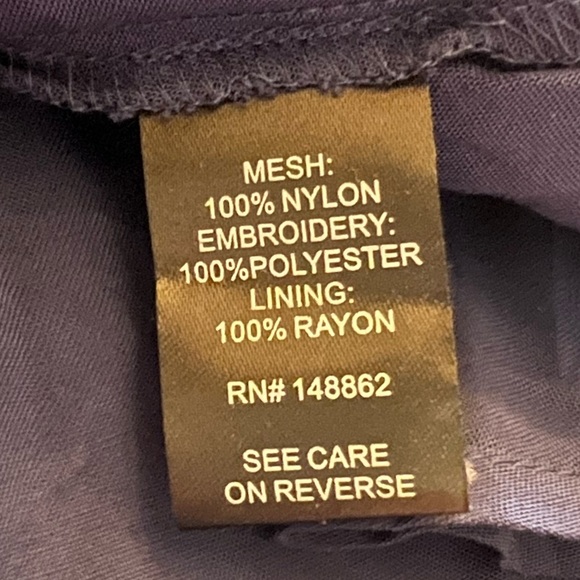 MESH:
100% NYLON
EMBROIDERY:
100%POLYESTER
LINING:
100% RAYON
RN# 148862
SEE CARE
ON REVERSE